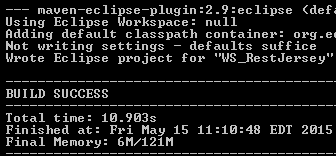 --- maven-eclipse-plugin:2.9:eclipse (defa
Using Eclipse Workspace: null
Adding default classpath container: org.ec
Not writing settings - defaults suffice
Wrote Eclipse project for "WS_RestJersey"
----------------------------------------
BUILD SUCCESS
----------------------------------------
Total time: 10.903s
Finished at: Fri May 15 11:10:48 EDT 2015
Final Memory: 6M/121M
----------------------------------------